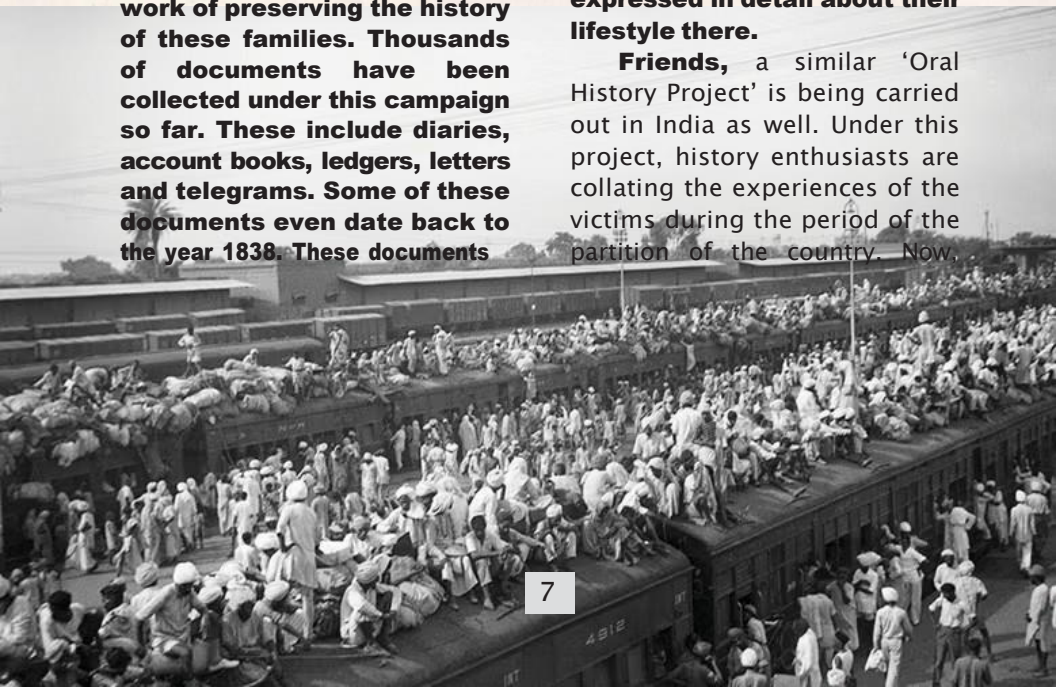 work of preserving the history
of these families. Thousands
of documents have been
collected under this campaign
so far. These include diaries,
account books, ledgers, letters
and telegrams. Some of these
documents even date back to
the year 1838. These documents
expressed in detail about their
lifestyle there.
Friends, a similar ‘Oral
History Project’ is being carried
out in India as well. Under this
project, history enthusiasts are
collating the experiences of the
victims during the period of the
partition of the country. Now,
7
4912